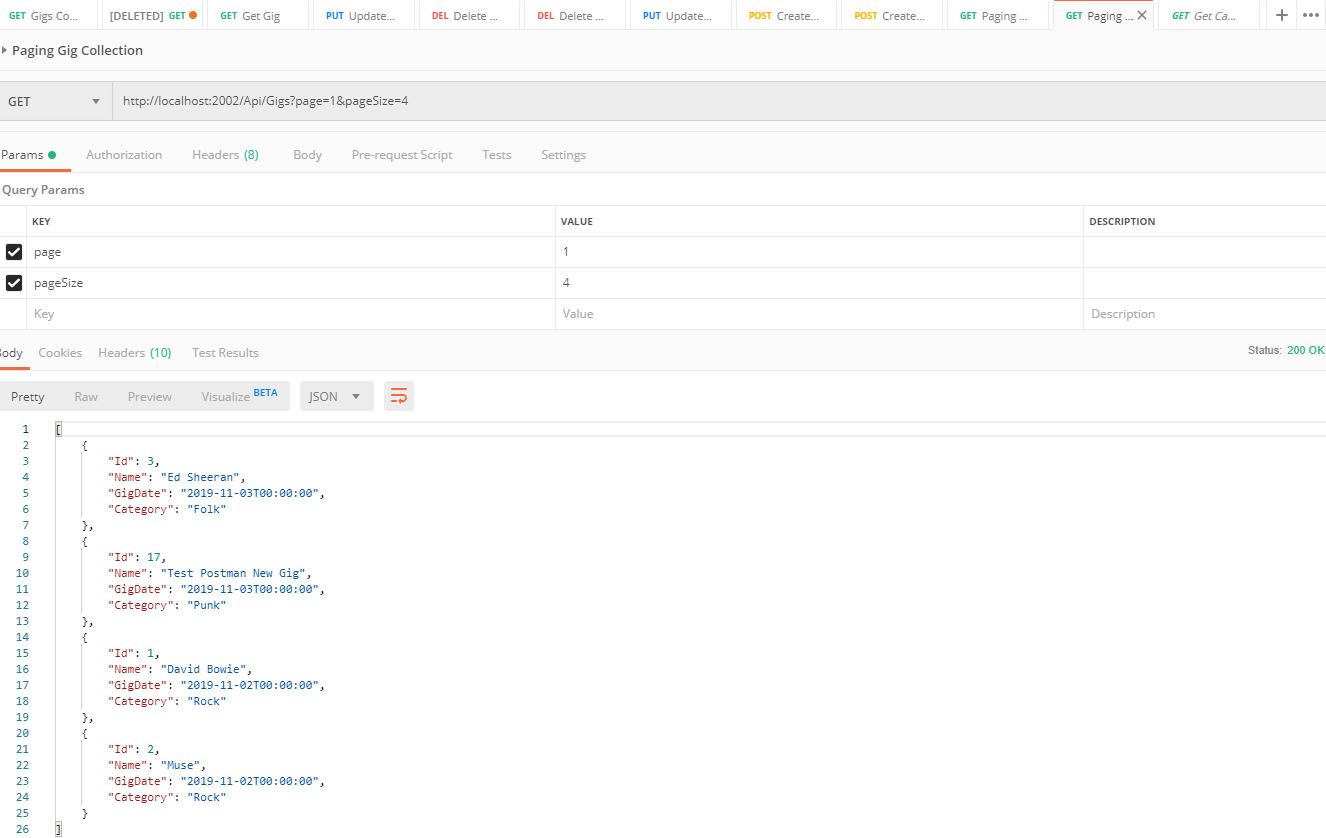 GET Gigs Co... [DELETED] GET GET Get Gig PUT Update... DEL Delete ... DEL Delete ... PUT Update... POST Create... POST Create... GET Paging ... GET Paging ... GET Get Ca...
Paging Gig Collection
GET http://localhost:2002/Api/Gigs?page=1&pageSize=4
Params Authorization Headers (8) Body Pre-request Script Tests Settings
Query Params
KEY VALUE DESCRIPTION
page 1
pageSize 4
Key Value Description
Body Cookies Headers (10) Test Results Status: 200 OK
Pretty Raw Preview Visualize BETA JSON
1 [
2 {
3 "Id": 3,
4 "Name": "Ed Sheeran",
5 "GigDate": "2019-11-03T00:00:00",
6 "Category": "Folk"
7 },
8 {
9 "Id": 17,
10 "Name": "Test Postman New Gig",
11 "GigDate": "2019-11-03T00:00:00",
12 "Category": "Punk"
13 },
14 {
15 "Id": 1,
16 "Name": "David Bowie",
17 "GigDate": "2019-11-02T00:00:00",
18 "Category": "Rock"
19 },
20 {
21 "Id": 2,
22 "Name": "Muse",
23 "GigDate": "2019-11-02T00:00:00",
24 "Category": "Rock"
25 }
26 ]